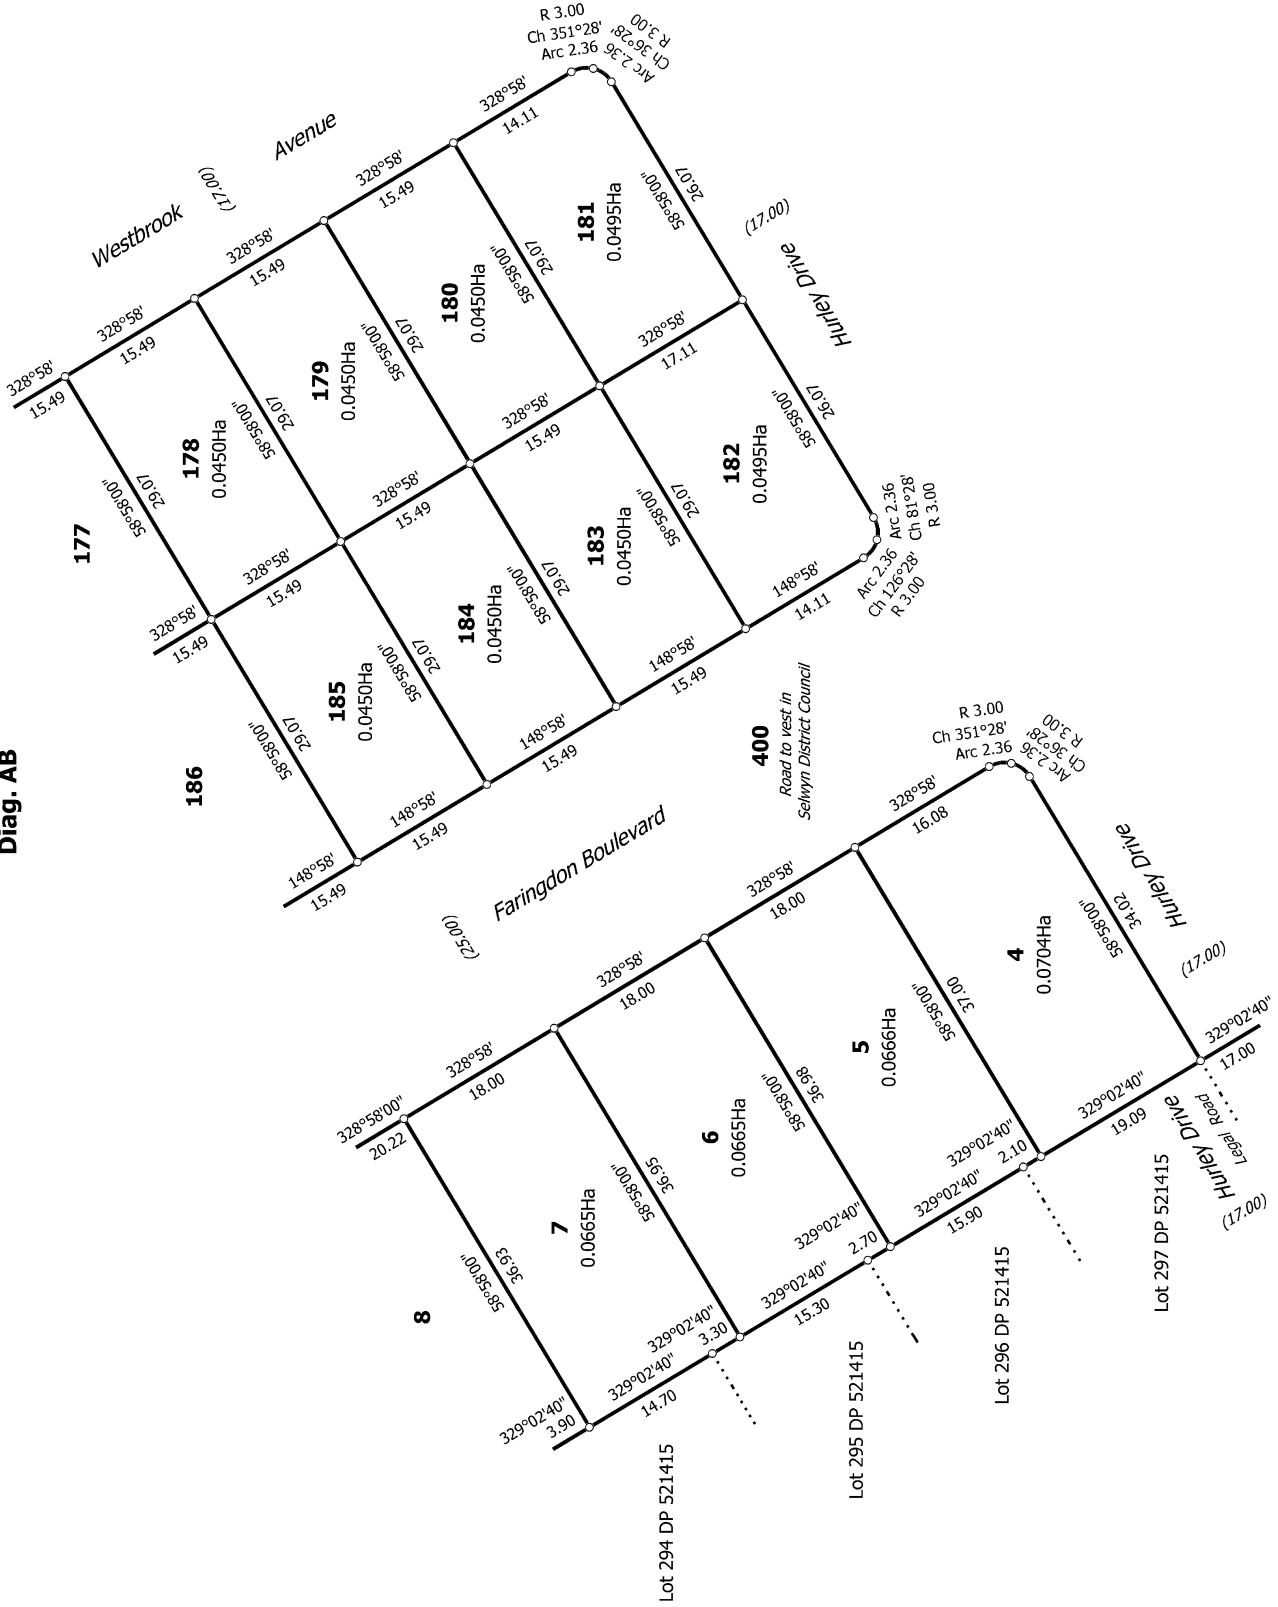 R 3.00
Ch 351°28'
Arc 2.36
R 3.00
Ch 36°28'
Arc 2.36
Westbrook
Avenue
(17.00)
328°58'
15.49
328°58'
15.49
328°58'
15.49
328°58'
15.49
328°58'
14.11
177
58°58'00"
29.07
178
0.0450Ha
58°58'00"
29.07
179
0.0450Ha
58°58'00"
29.07
180
0.0450Ha
58°58'00"
29.07
181
0.0495Ha
58°58'00"
26.07
(17.00)
Hurley Drive
328°58'
15.49
328°58'
15.49
328°58'
15.49
328°58'
15.49
328°58'
17.11
186
58°58'00"
29.07
185
0.0450Ha
58°58'00"
29.07
184
0.0450Ha
58°58'00"
29.07
183
0.0450Ha
58°58'00"
29.07
182
0.0495Ha
58°58'00"
26.07
Arc 2.36
Ch 81°28'
R 3.00
Arc 2.36
Ch 126°28'
R 3.00
148°58'
15.49
148°58'
15.49
148°58'
15.49
148°58'
15.49
148°58'
14.11
Diag. AB
400
Road to vest in
Selwyn District Council
Faringdon Boulevard
(25.00)
R 3.00
Ch 351°28'
Arc 2.36
R 3.00
Ch 36°28'
Arc 2.36
328°58'00"
20.22
328°58'
18.00
328°58'
18.00
328°58'
18.00
328°58'
16.08
8
58°58'00"
36.93
7
0.0665Ha
58°58'00"
36.95
6
0.0665Ha
58°58'00"
36.98
5
0.0666Ha
58°58'00"
37.00
4
0.0704Ha
58°58'00"
34.02
Hurley Drive
(17.00)
329°02'40"
3.90
329°02'40"
14.70
329°02'40"
3.30
329°02'40"
15.30
329°02'40"
2.70
329°02'40"
15.90
329°02'40"
2.10
329°02'40"
19.09
329°02'40"
17.00
Legal Road
Hurley Drive
(17.00)
Lot 294 DP 521415
Lot 295 DP 521415
Lot 296 DP 521415
Lot 297 DP 521415